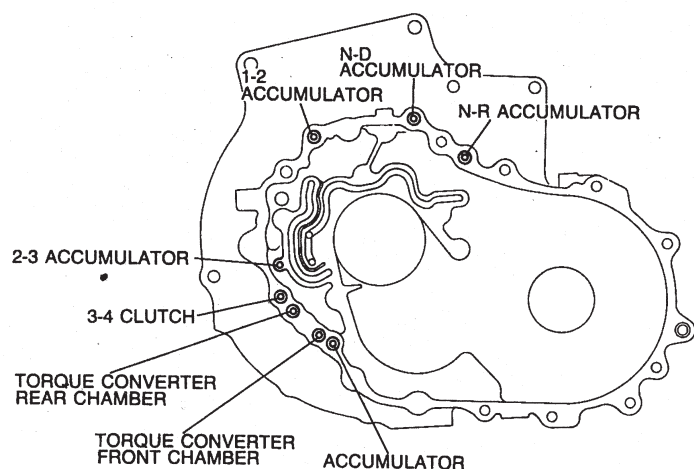 N-D
ACCUMULATOR
1-2
ACCUMULATOR
N-R ACCUMULATOR
2-3 ACCUMULATOR
3-4 CLUTCH
TORQUE CONVERTER
REAR CHAMBER
TORQUE CONVERTER
FRONT CHAMBER
ACCUMULATOR